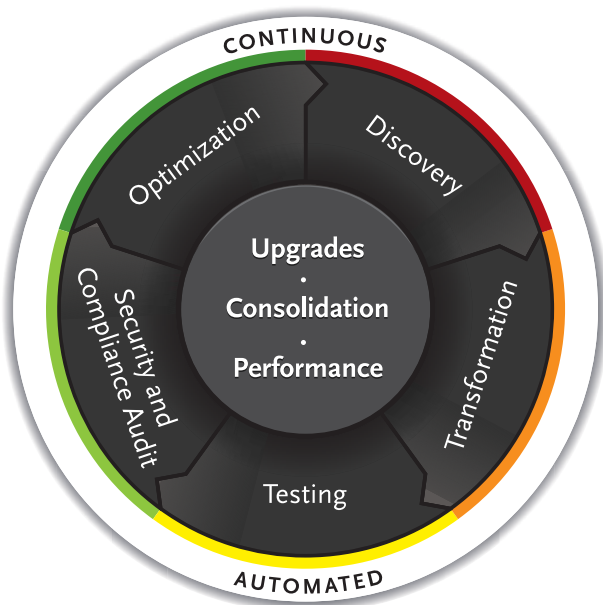 CONTINUOUS
Optimization
Discovery
Upgrades
·
Consolidation
·
Performance
Security and
Compliance Audit
Transformation
Testing
AUTOMATED